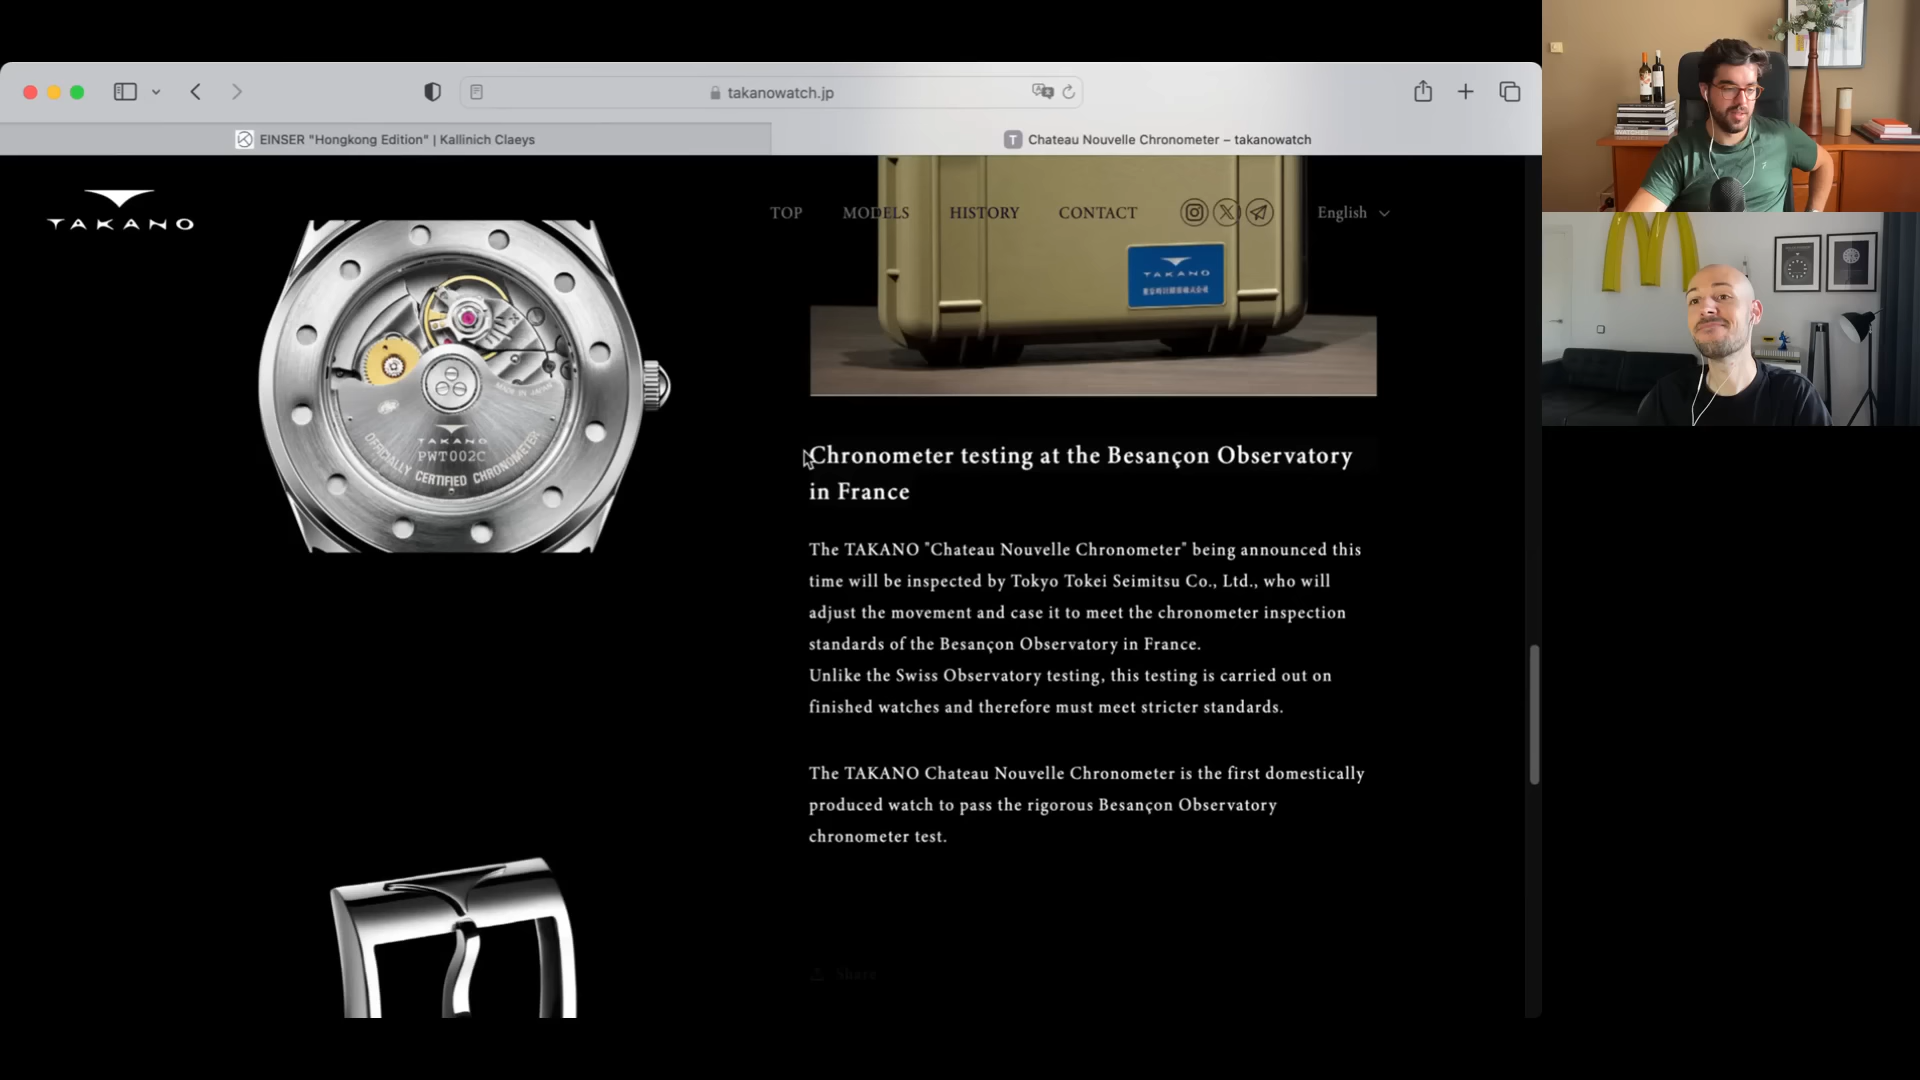 takanowatch.jp
EINSER "Hongkong Edition" | Kallinich Claeys
T
Chateau Nouvelle Chronometer – takanowatch
TAKANO
TOP
MODELS
HISTORY
CONTACT
English
TAKANO
MADE IN JAPAN
TAKANO
PWT002C
OFFICIALLY CERTIFIED CHRONOMETER
Chronometer testing at the Besançon Observatory
in France
The TAKANO "Chateau Nouvelle Chronometer" being announced this
time will be inspected by Tokyo Tokei Seimitsu Co., Ltd., who will
adjust the movement and case it to meet the chronometer inspection
standards of the Besançon Observatory in France.
Unlike the Swiss Observatory testing, this testing is carried out on
finished watches and therefore must meet stricter standards.
The TAKANO Chateau Nouvelle Chronometer is the first domestically
produced watch to pass the rigorous Besançon Observatory
chronometer test.
Share